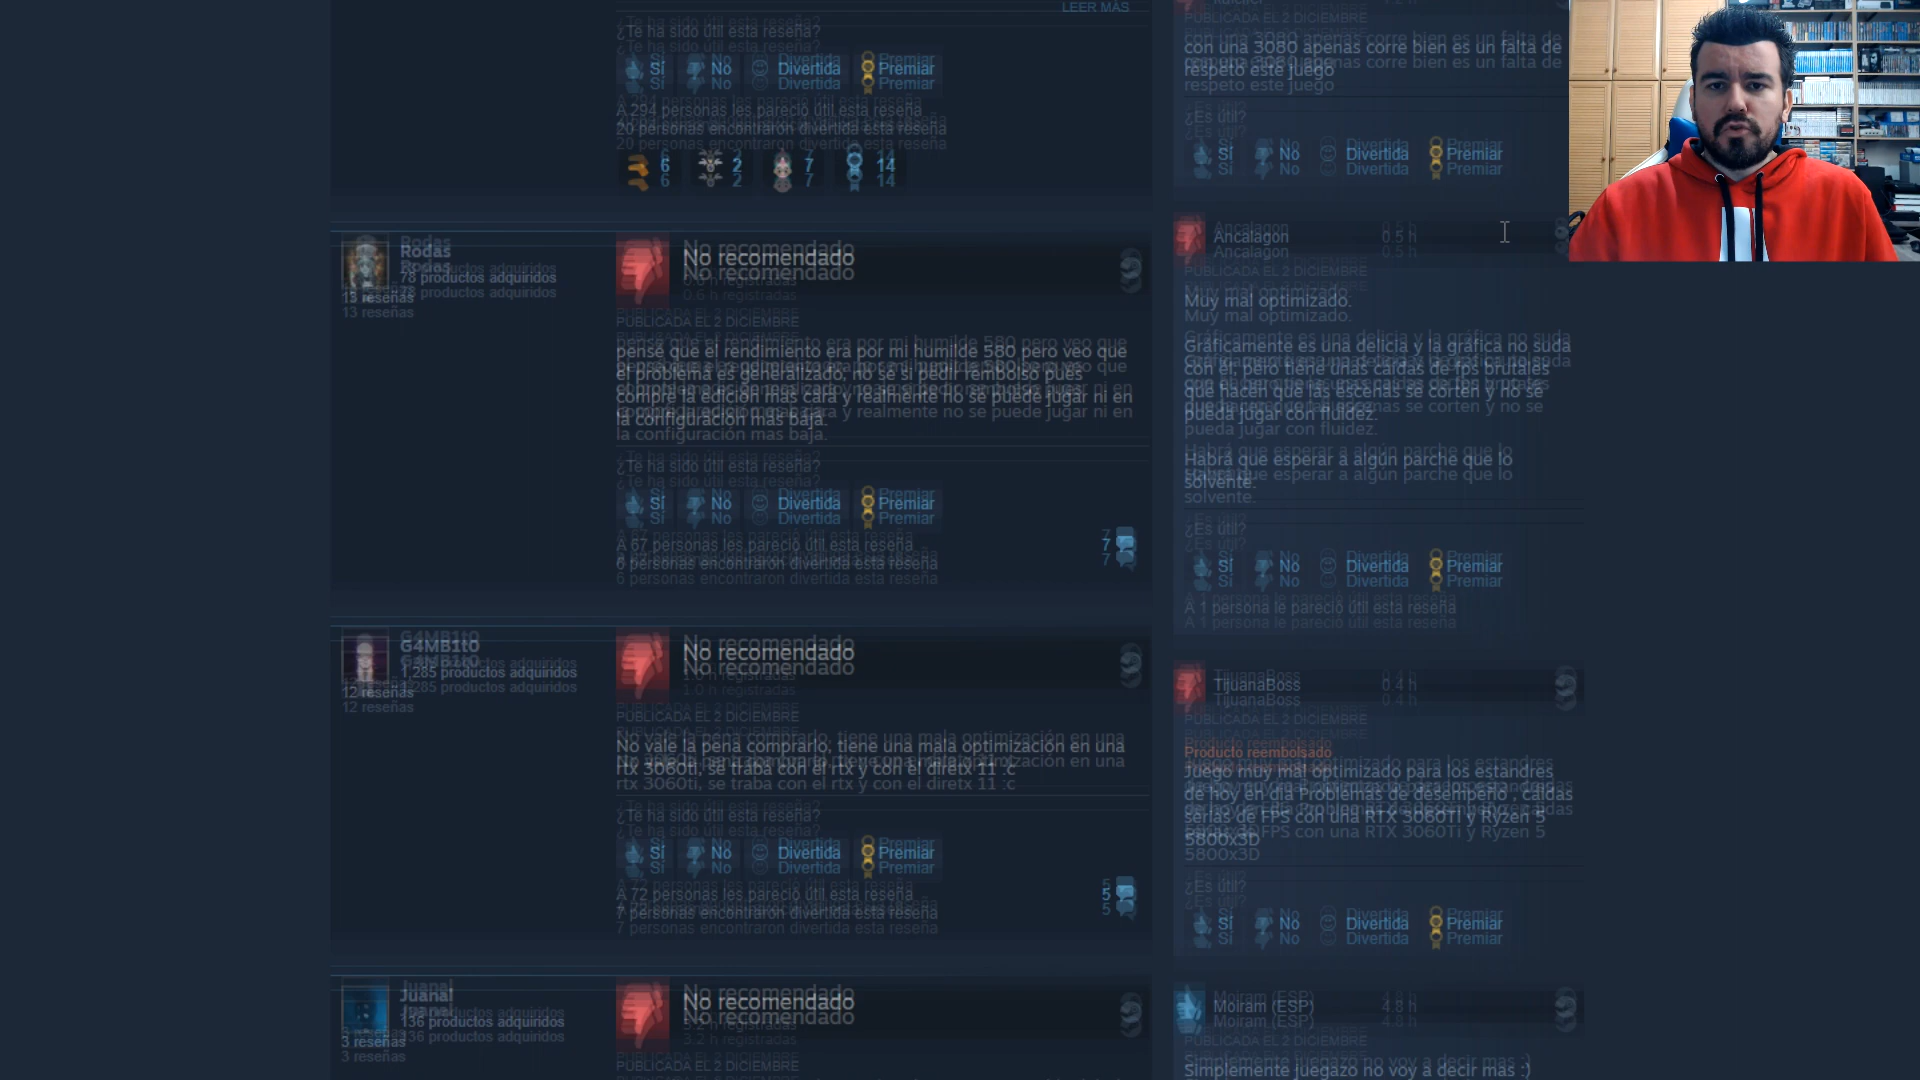 LEER MÁS
¿Te ha sido útil esta reseña?
Sí No Divertida Premiar
A 294 personas les pareció útil esta reseña
20 personas encontraron divertida esta reseña
6 2 7 14
Rodas
78 productos adquiridos
13 reseñas
No recomendado
0.6 h registradas
PUBLICADA EL 2 DICIEMBRE
pense que el rendimiento era por mi humilde 580 pero veo que
el problema es generalizado, no se si pedir rembolso pues
compre la edición mas cara y realmente no se puede jugar ni en
la configuración mas baja.
¿Te ha sido útil esta reseña?
Sí No Divertida Premiar
A 67 personas les pareció útil esta reseña
6 personas encontraron divertida esta reseña
7
G4MB1t0
1,285 productos adquiridos
12 reseñas
No recomendado
1.0 h registradas
PUBLICADA EL 2 DICIEMBRE
No vale la pena comprarlo, tiene una mala optimización en una
rtx 3060ti, se traba con el rtx y con el diretx 11 :c
¿Te ha sido útil esta reseña?
Sí No Divertida Premiar
A 72 personas les pareció útil esta reseña
7 personas encontraron divertida esta reseña
5
Juanal
136 productos adquiridos
3 reseñas
No recomendado
3.2 h registradas
PUBLICADA EL 2 DICIEMBRE
PUBLICADA EL 2 DICIEMBRE
con una 3080 apenas corre bien es un falta de
respeto este juego
¿Es útil?
Sí No Divertida Premiar
Ancalagon 0.5 h
PUBLICADA EL 2 DICIEMBRE
Muy mal optimizado.
Gráficamente es una delicia y la gráfica no suda
con él, pero tiene unas caídas de fps brutales
que hacen que las escenas se corten y no se
pueda jugar con fluidez.
Habrá que esperar a algún parche que lo
solvente.
¿Es útil?
Sí No Divertida Premiar
A 1 persona le pareció útil esta reseña
TijuanaBoss 0.4 h
PUBLICADA EL 2 DICIEMBRE
Producto reembolsado
Juego muy mal optimizado para los estandres
de hoy en dia Problemas de desempeño , caidas
serias de FPS con una RTX 3060Ti y Ryzen 5
5800x3D
¿Es útil?
Sí No Divertida Premiar
Moiram (ESP) 4.8 h
PUBLICADA EL 2 DICIEMBRE
Simplemente juegazo no voy a decir mas :)